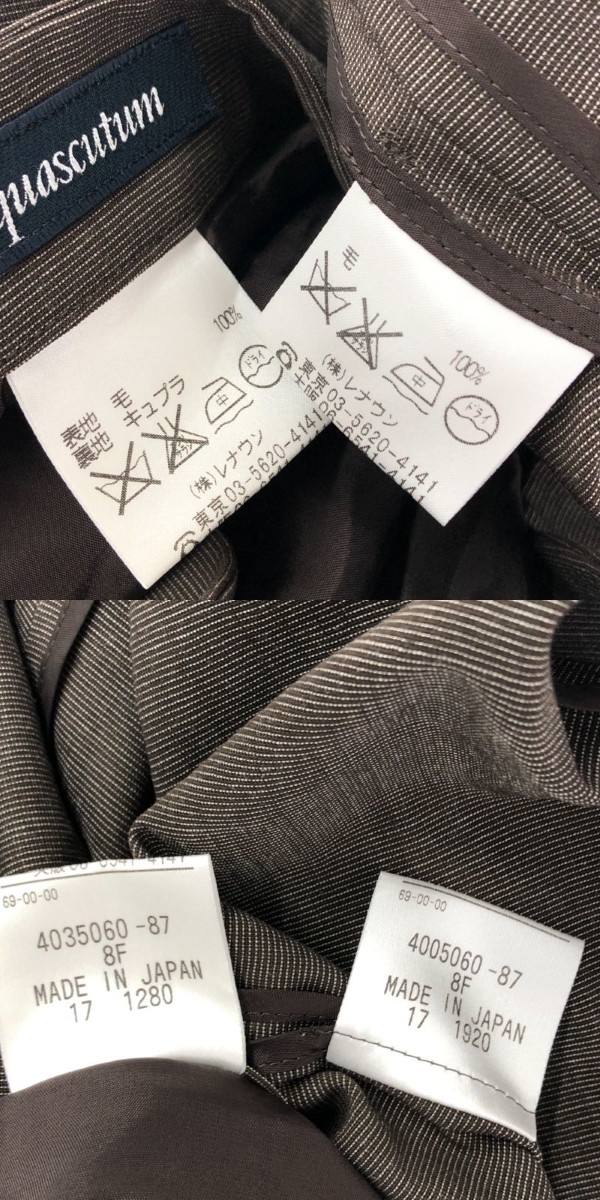 quascutum
表地 毛 100%
裏地 キュプラ
ドライ
(株)レナウン
東京03-5620-4141
毛 100%
中
ドライ
(株)レナウン
東京03-5620-4141
中
69-00-00
4035060-87
8F
MADE IN JAPAN
17 1280
69-00-00
4005060-87
8F
MADE IN JAPAN
17 1920